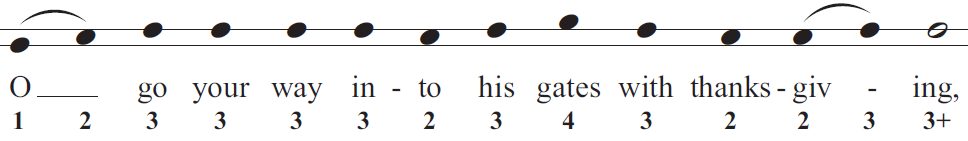 O____ go your way in - to his gates with thanks - giv - ing,
1 2 3 3 3 3 2 3 4 3 2 2 3 3+